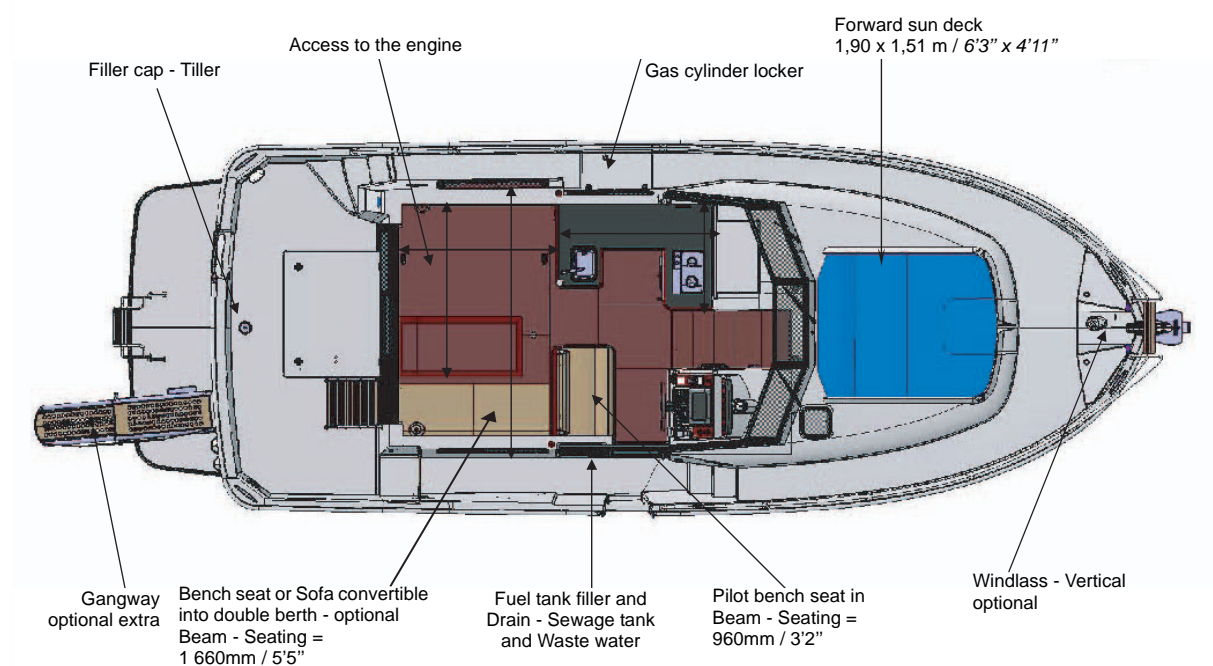 Forward sun deck
1,90 x 1,51 m / 6’3’’ x 4’11’’
Access to the engine
Gas cylinder locker
Filler cap - Tiller
Gangway
optional extra
Bench seat or Sofa convertible
into double berth - optional
Beam - Seating =
1 660mm / 5’5’’
Fuel tank filler and
Drain - Sewage tank
and Waste water
Pilot bench seat in
Beam - Seating =
960mm / 3’2’’
Windlass - Vertical
optional